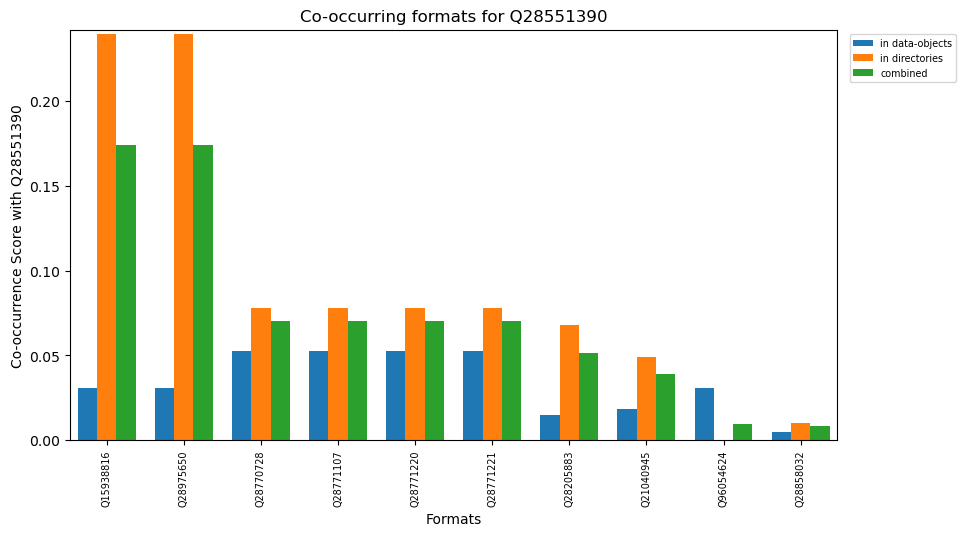 Co-occurring formats for Q28551390
in data-objects
in directories
combined
Co-occurrence Score with Q28551390
0.20
0.15
0.10
0.05
0.00
Q15938816
Q28975650
Q28770728
Q28771107
Q28771220
Q28771221
Q28205883
Q21040945
Q96054624
Q28858032
Formats